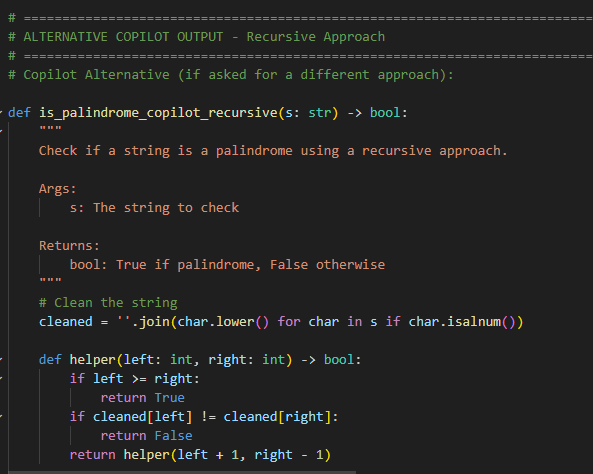 # ======================================================================
# ALTERNATIVE COPILOT OUTPUT - Recursive Approach
# ======================================================================
# Copilot Alternative (if asked for a different approach):
def is_palindrome_copilot_recursive(s: str) -> bool:
    """
    Check if a string is a palindrome using a recursive approach.
    Args:
        s: The string to check
    Returns:
        bool: True if palindrome, False otherwise
    """
    # Clean the string
    cleaned = ''.join(char.lower() for char in s if char.isalnum())
    def helper(left: int, right: int) -> bool:
        if left >= right:
            return True
        if cleaned[left] != cleaned[right]:
            return False
        return helper(left + 1, right - 1)